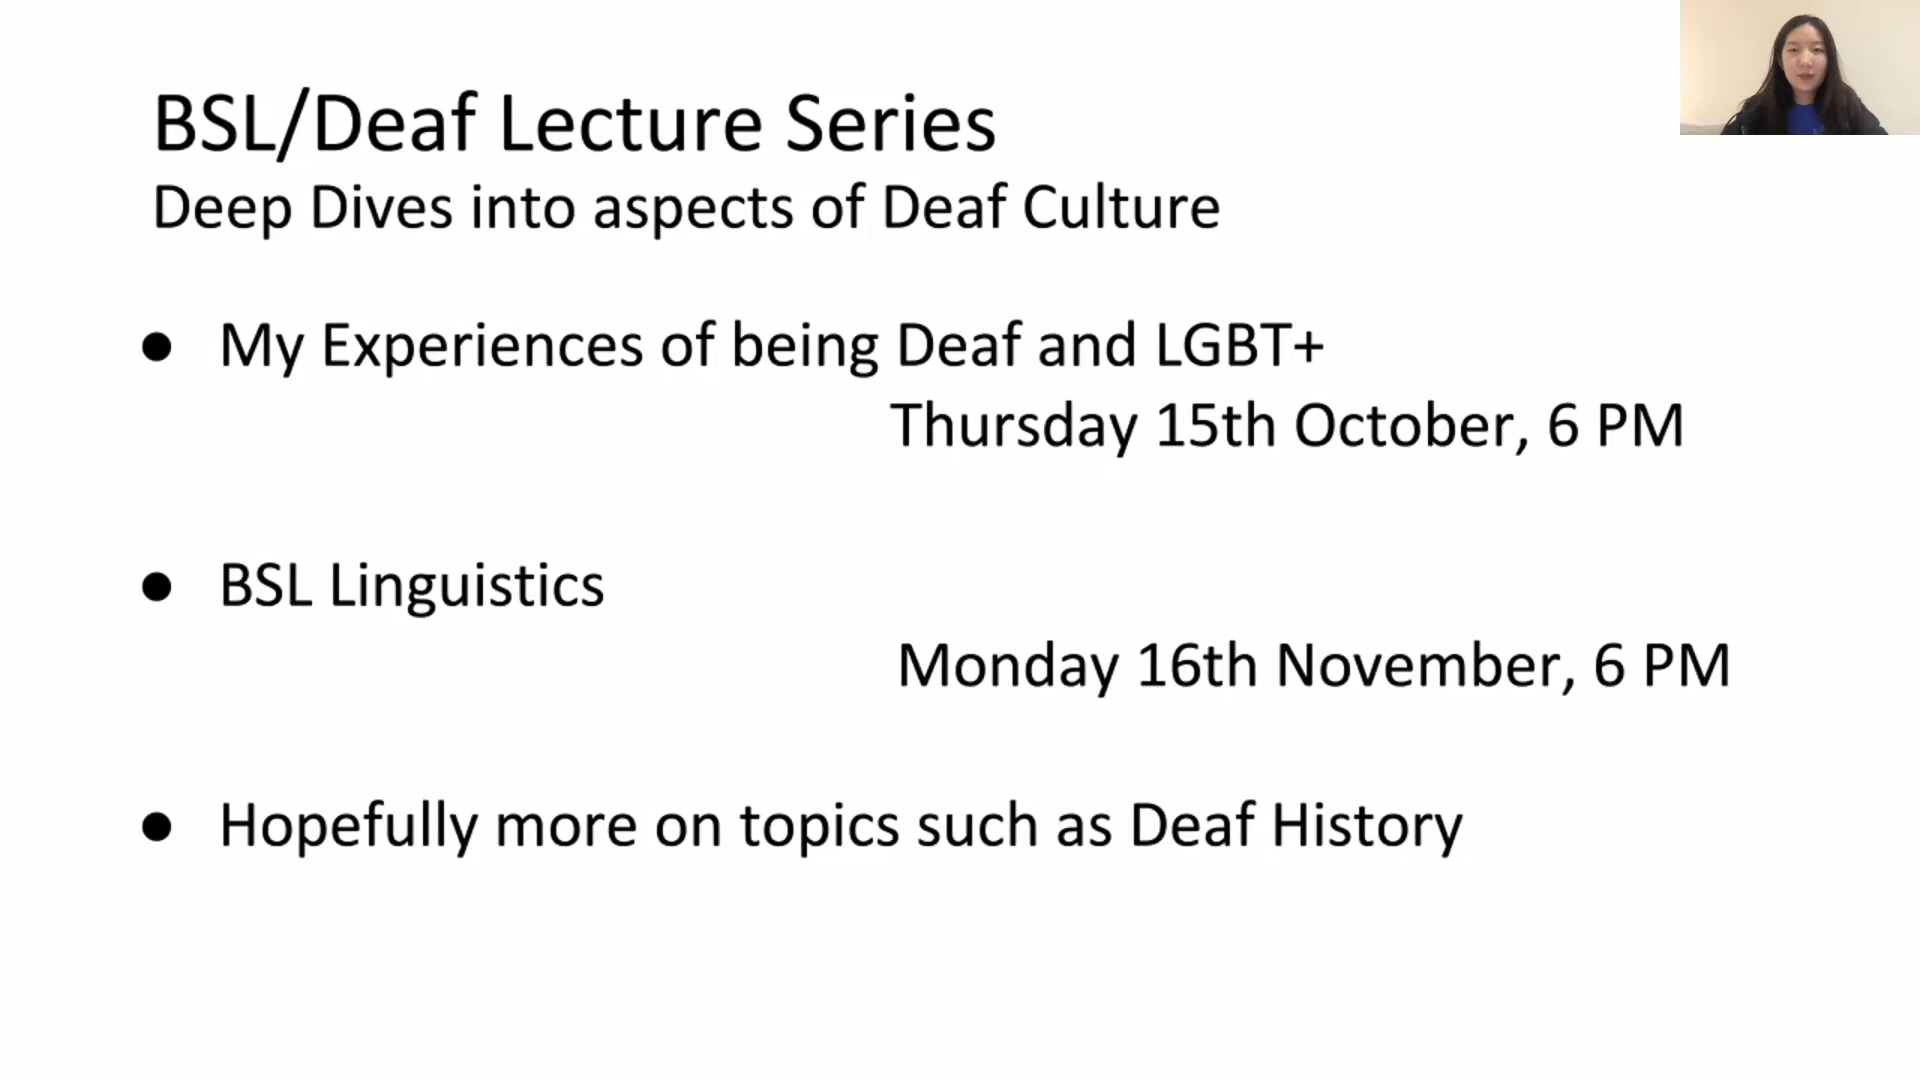 BSL/Deaf Lecture Series
Deep Dives into aspects of Deaf Culture
● My Experiences of being Deaf and LGBT+
Thursday 15th October, 6 PM
● BSL Linguistics
Monday 16th November, 6 PM
● Hopefully more on topics such as Deaf History